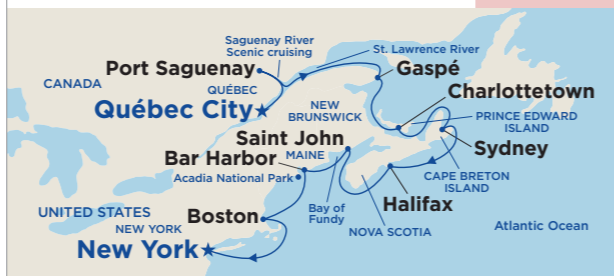 Saguenay River
Scenic cruising
St. Lawrence River
Port Saguenay
Gaspé
CANADA
QUÉBEC
Charlottetown
Québec City
NEW
BRUNSWICK
PRINCE EDWARD
ISLAND
Saint John
Sydney
Bar Harbor
MAINE
Acadia National Park
CAPE BRETON
ISLAND
Halifax
Bay of
Fundy
UNITED STATES
Boston
NEW YORK
NOVA SCOTIA
Atlantic Ocean
New York